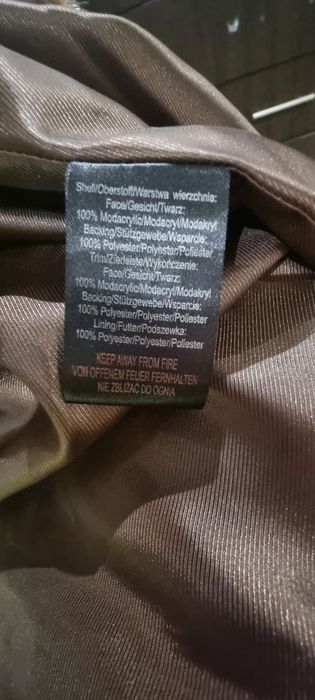 Shell/Oberstoff/Warstwa wierzchnia:
Face/Gesicht/Twarz:
100% Modacrylic/Modacryl/Modakryl
Backing/Stützgewebe/Wsparcie:
100% Polyester/Polyester/Poliester
Trim/Zierleiste/Wykończenie:
Face/Gesicht/Twarz:
100% Modacrylic/Modacryl/Modakryl
Backing/Stützgewebe/Wsparcie:
100% Polyester/Polyester/Poliester
Lining/Futter/Podszewka:
100% Polyester/Polyester/Poliester
KEEP AWAY FROM FIRE
VON OFFENEM FEUER FERNHALTEN
NIE ZBLIŻAĆ DO OGNIA